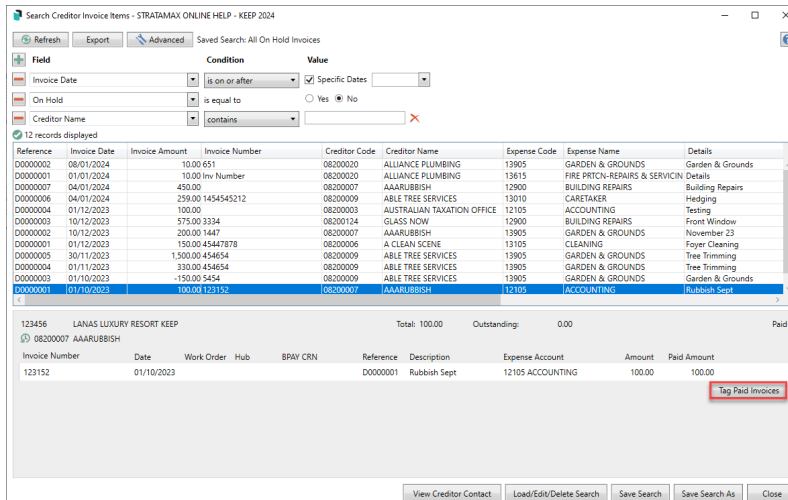 Search Creditor Invoice Items - STRATAMAX ONLINE HELP - KEEP 2024
Refresh Export Advanced Saved Search: All On Hold Invoices
Field Condition Value
Invoice Date is on or after Specific Dates
On Hold is equal to Yes No
Creditor Name contains
12 records displayed
Reference Invoice Date Invoice Amount Invoice Number Creditor Code Creditor Name Expense Code Expense Name Details
D0000002 08/01/2024 10.00 651 08200020 ALLIANCE PLUMBING 13905 GARDEN & GROUNDS Garden & Grounds
D0000001 01/01/2024 10.00 Inv Number 08200020 ALLIANCE PLUMBING 13615 FIRE PRTCN-REPAIRS & SERVICIN Details
D0000007 04/01/2024 450.00 08200007 AAARUBBISH 12900 BUILDING REPAIRS Building Repairs
D0000006 04/01/2024 259.00 1454545212 08200009 ABLE TREE SERVICES 13010 CARETAKER Hedging
D0000004 01/12/2023 100.00 08200003 AUSTRALIAN TAXATION OFFICE 12105 ACCOUNTING Testing
D0000003 10/12/2023 575.00 3334 08200124 GLASS NOW 12900 BUILDING REPAIRS Front Window
D0000002 10/12/2023 200.00 1447 08200007 AAARUBBISH 13905 GARDEN & GROUNDS November 23
D0000001 01/12/2023 150.00 45447878 08200006 A CLEAN SCENE 13105 CLEANING Foyer Cleaning
D0000005 30/11/2023 1,500.00 454654 08200009 ABLE TREE SERVICES 13905 GARDEN & GROUNDS Tree Trimming
D0000004 01/11/2023 330.00 454654 08200009 ABLE TREE SERVICES 13905 GARDEN & GROUNDS Tree Trimming
D0000003 01/10/2023 -150.00 5454 08200009 ABLE TREE SERVICES 13905 GARDEN & GROUNDS Garden & Grounds
D0000001 01/10/2023 100.00 123152 08200007 AAARUBBISH 12105 ACCOUNTING Rubbish Sept
123456 LANAS LUXURY RESORT KEEP Total: 100.00 Outstanding: 0.00 Paid
08200007 AAARUBBISH
Invoice Number Date Work Order Hub BPAY CRN Reference Description Expense Account Amount Paid Amount
123152 01/10/2023 D0000001 Rubbish Sept 12105 ACCOUNTING 100.00 100.00
Tag Paid Invoices
View Creditor Contact Load/Edit/Delete Search Save Search Save Search As Close